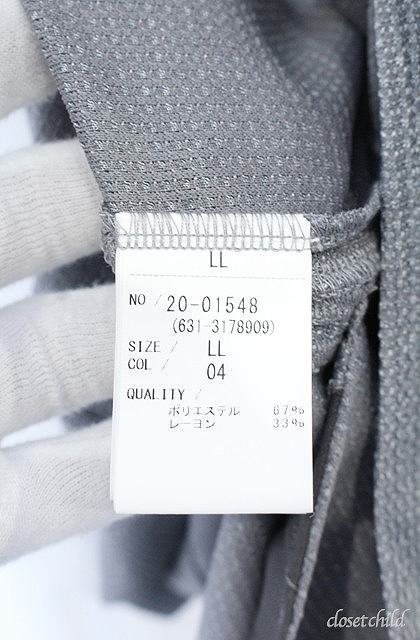 LL
NO / 20-01548
(631-3178909)
SIZE / LL
COL / 04
QUALITY /
ポリエステル 67%
レーヨン 33%
closetchild